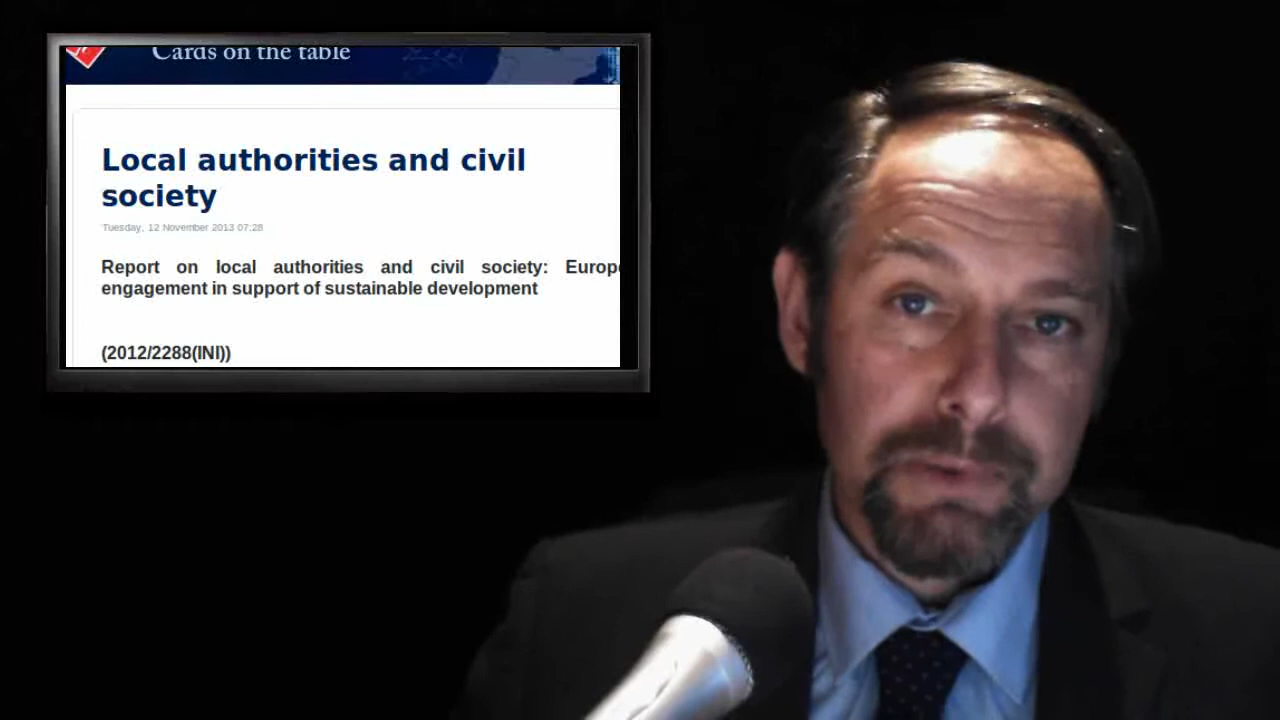 Cards on the table
Local authorities and civil
society
Tuesday, 12 November 2013 07:28
Report on local authorities and civil society: Europe
engagement in support of sustainable development
(2012/2288(INI))